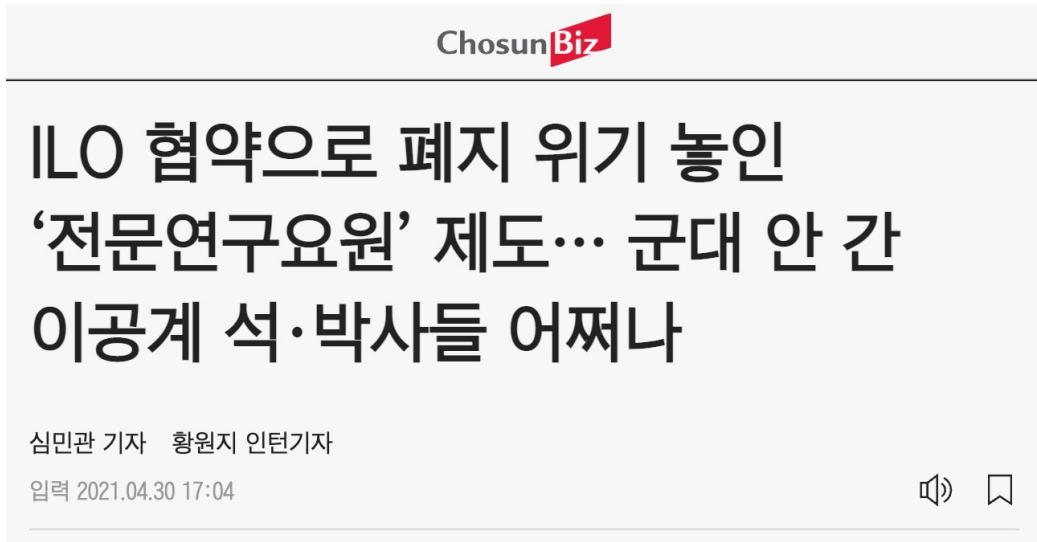 ChosunBiz
ILO 협약으로 폐지 위기 놓인
‘전문연구요원’ 제도… 군대 안 간
이공계 석·박사들 어쩌나
심민관 기자 황원지 인턴기자
입력 2021.04.30 17:04